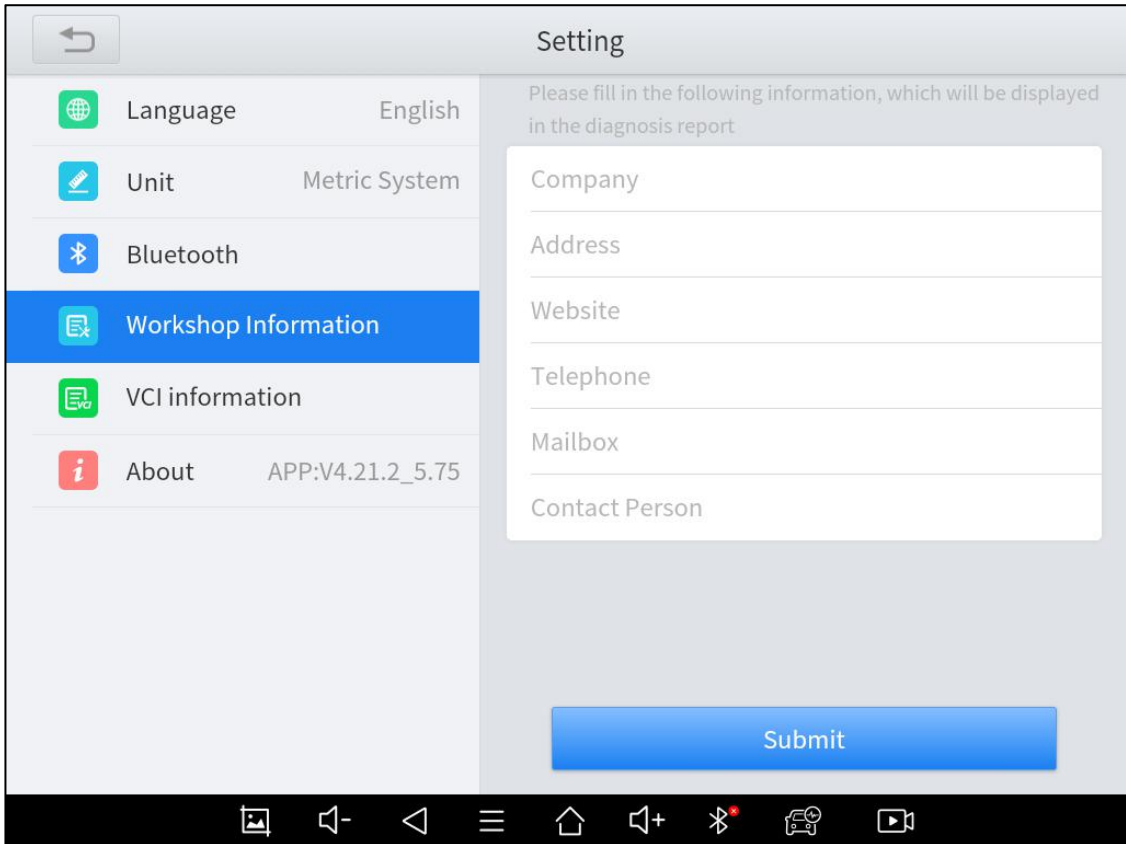 Setting
Language English
Unit Metric System
Bluetooth
Workshop Information
VCI information
About APP:V4.21.2_5.75
Please fill in the following information, which will be displayed
in the diagnosis report
Company
Address
Website
Telephone
Mailbox
Contact Person
Submit